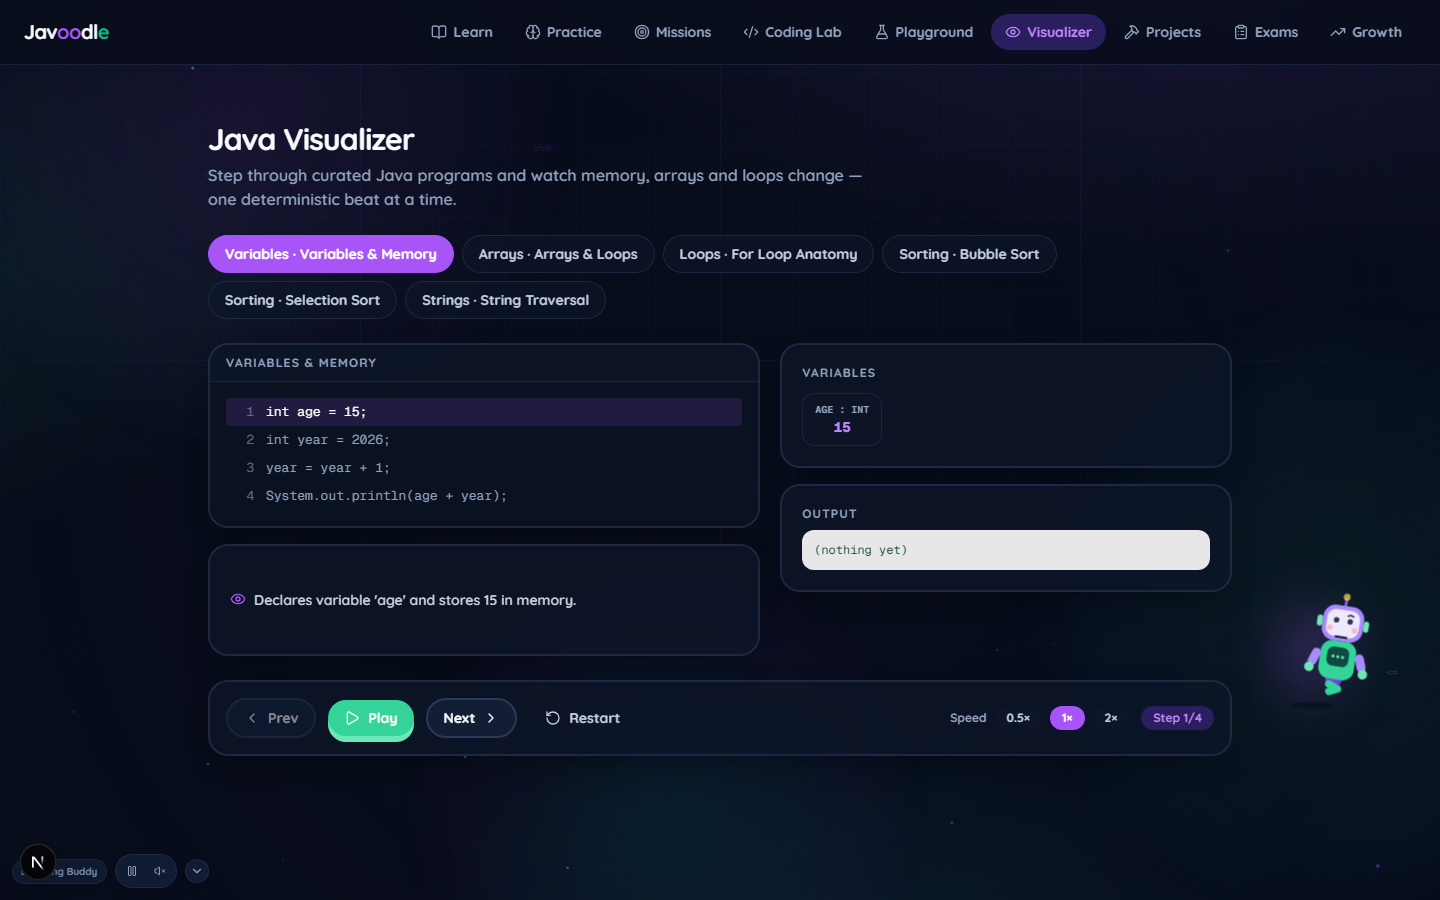 Javoodle
Learn
Practice
Missions
Coding Lab
Playground
Visualizer
Projects
Exams
Growth
Java Visualizer
Step through curated Java programs and watch memory, arrays and loops change —
one deterministic beat at a time.
Variables · Variables & Memory
Arrays · Arrays & Loops
Loops · For Loop Anatomy
Sorting · Bubble Sort
Sorting · Selection Sort
Strings · String Traversal
VARIABLES & MEMORY
1 int age = 15;
2 int year = 2026;
3 year = year + 1;
4 System.out.println(age + year);
Declares variable 'age' and stores 15 in memory.
VARIABLES
AGE : INT
15
OUTPUT
(nothing yet)
Prev
Play
Next
Restart
Speed
0.5×
1×
2×
Step 1/4
N
Buddy